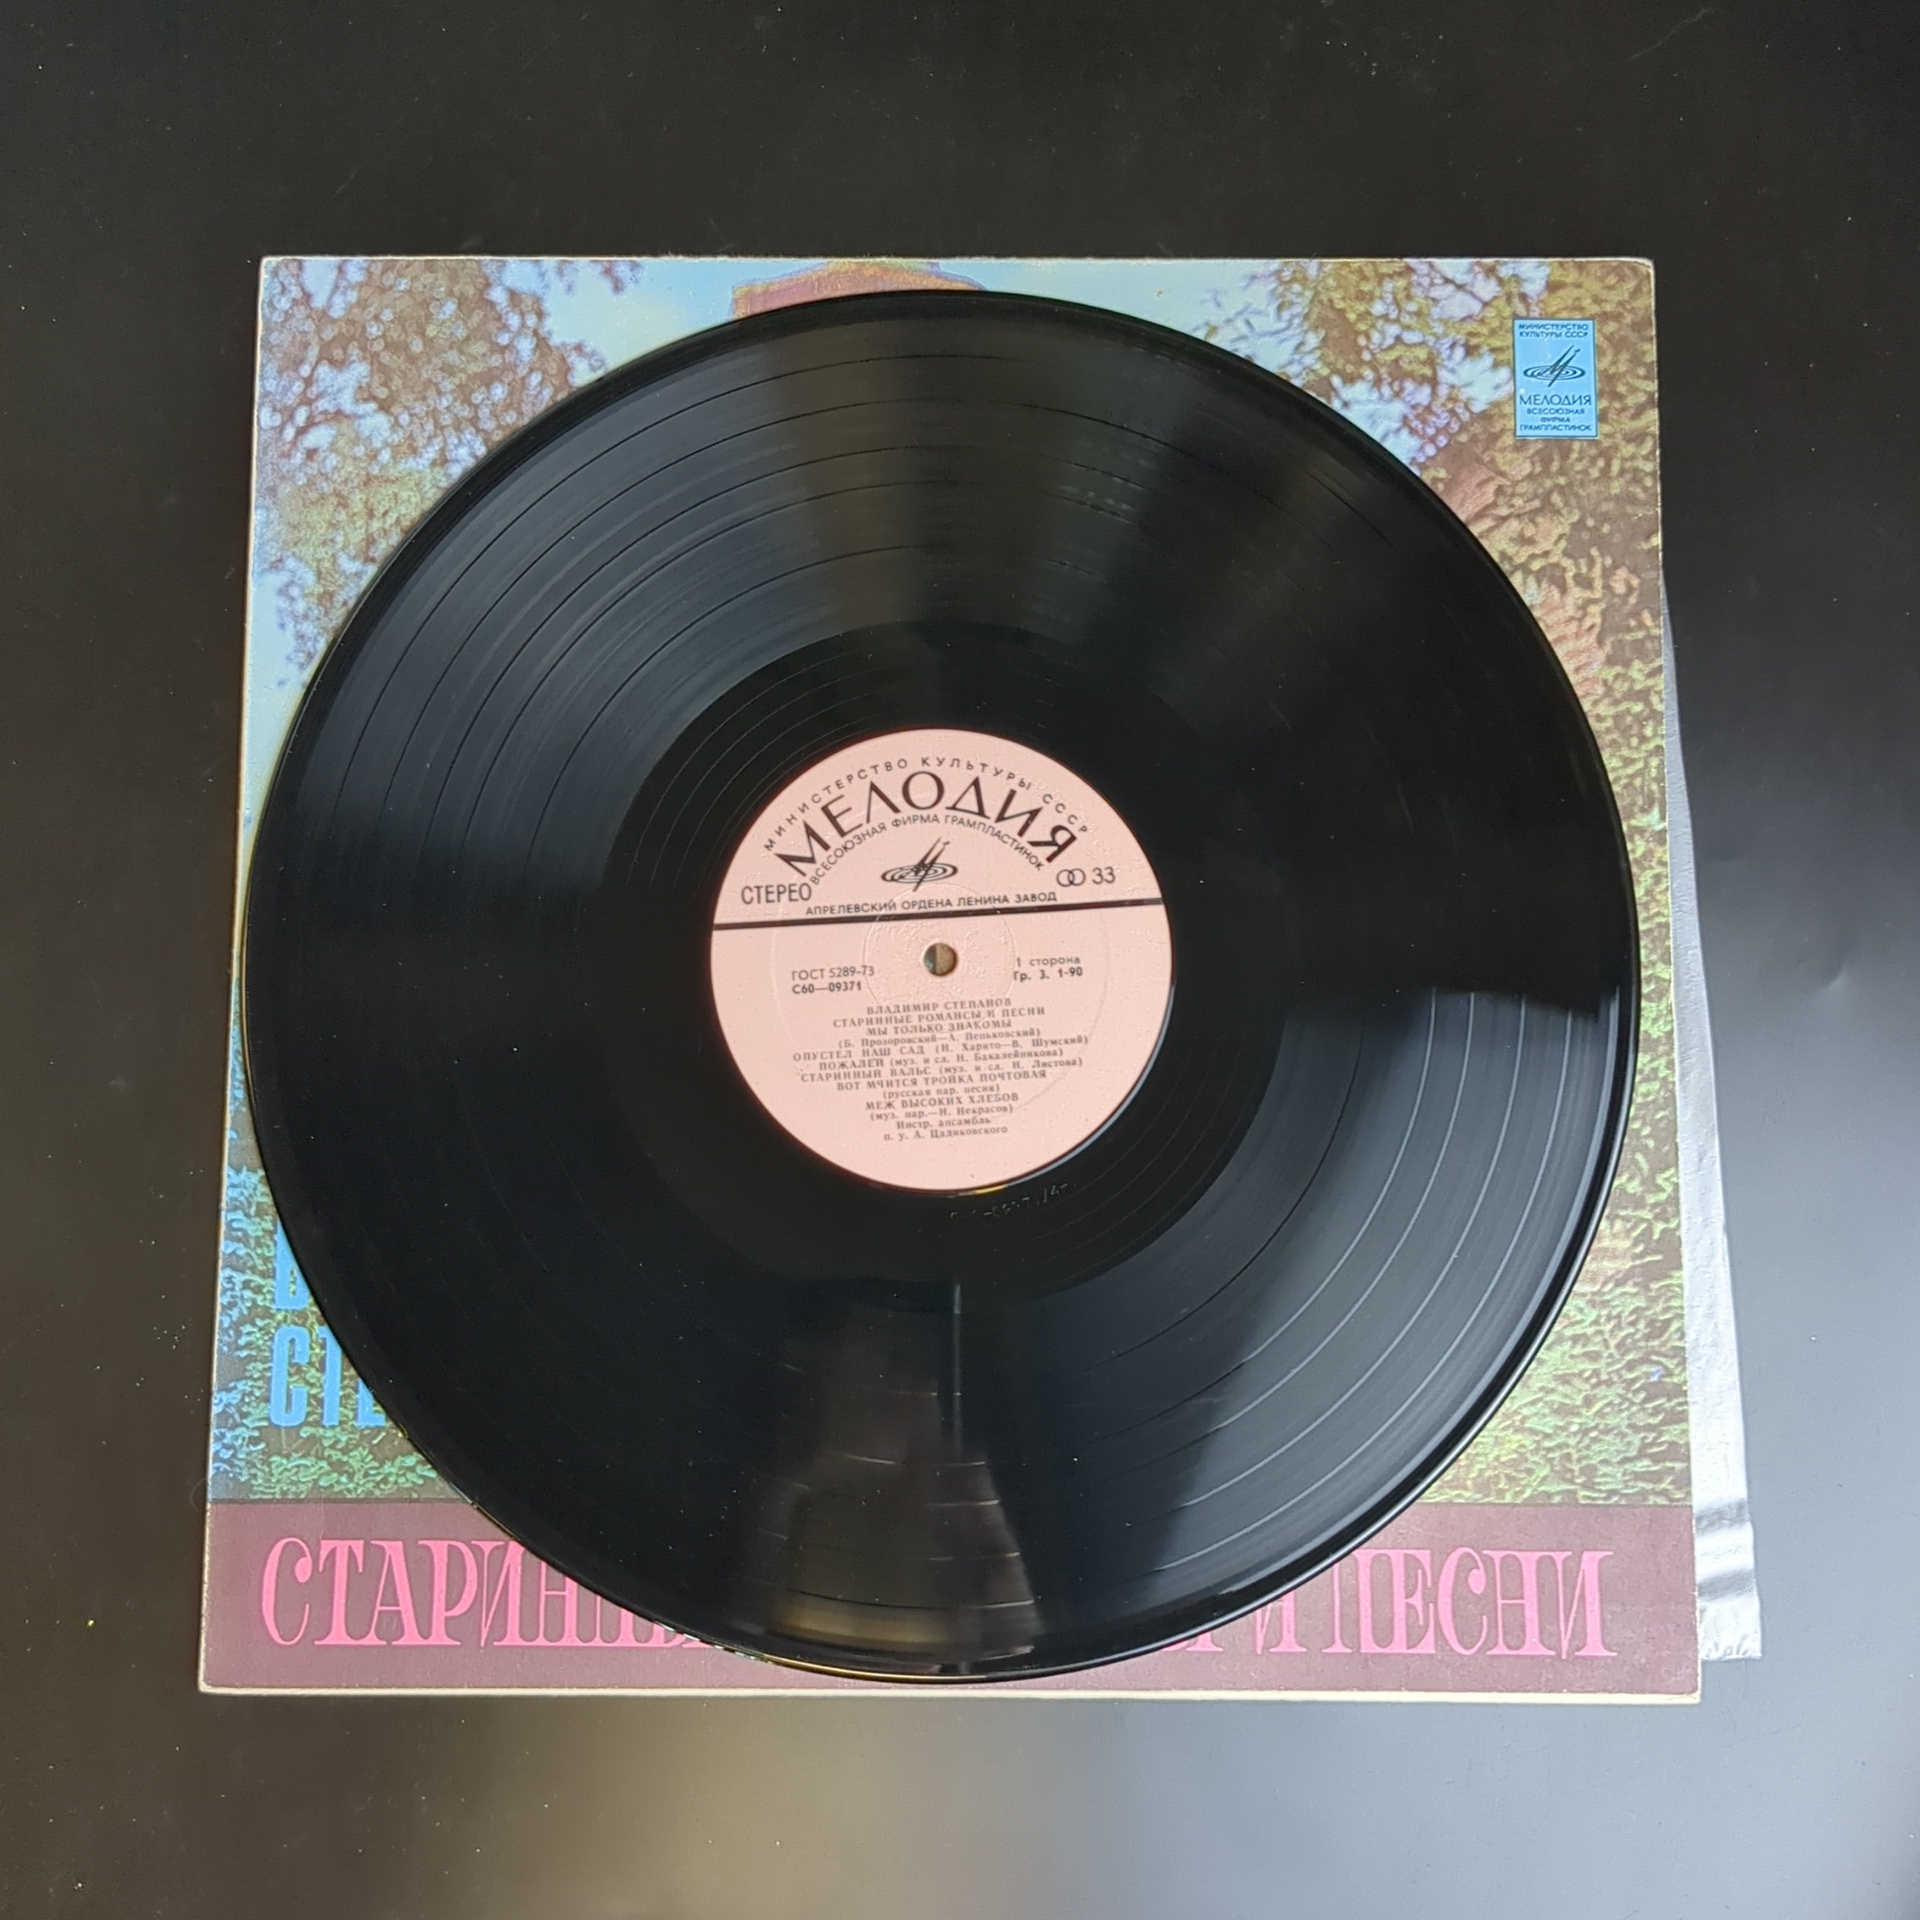 МИНИСТЕРСТВО
КУЛЬТУРЫ СССР
МЕЛОДИЯ
ВСЕСОЮЗНАЯ
ФИРМА
ГРАМПЛАСТИНОК
МИНИСТЕРСТВО КУЛЬТУРЫ СССР
МЕЛОДИЯ
ВСЕСОЮЗНАЯ ФИРМА ГРАМПЛАСТИНОК
СТЕРЕО 33
АПРЕЛЕВСКИЙ ОРДЕНА ЛЕНИНА ЗАВОД
ГОСТ 5289-73 1 сторона
С60—09371 Гр. 3. 1-90
ВЛАДИМИР СТЕПАНОВ
СТАРИННЫЕ РОМАНСЫ И ПЕСНИ
МЫ ТОЛЬКО ЗНАКОМЫ
(Б. Прозоровский—Л. Пеньковский)
ОПУСТЕЛ НАШ САД (Н. Харито—В. Шумский)
ПОЖАЛЕЙ (муз. и сл. Н. Бакалейникова)
СТАРИННЫЙ ВАЛЬС (муз. и сл. Н. Листова)
ВОТ МЧИТСЯ ТРОЙКА ПОЧТОВАЯ
(русская нар. песня)
МЕЖ ВЫСОКИХ ХЛЕБОВ
(муз. нар.—Н. Некрасов)
Инстр. ансамбль
п. у. А. Цадиковского
СТЕ
СТАРИНН И ПЕСНИ